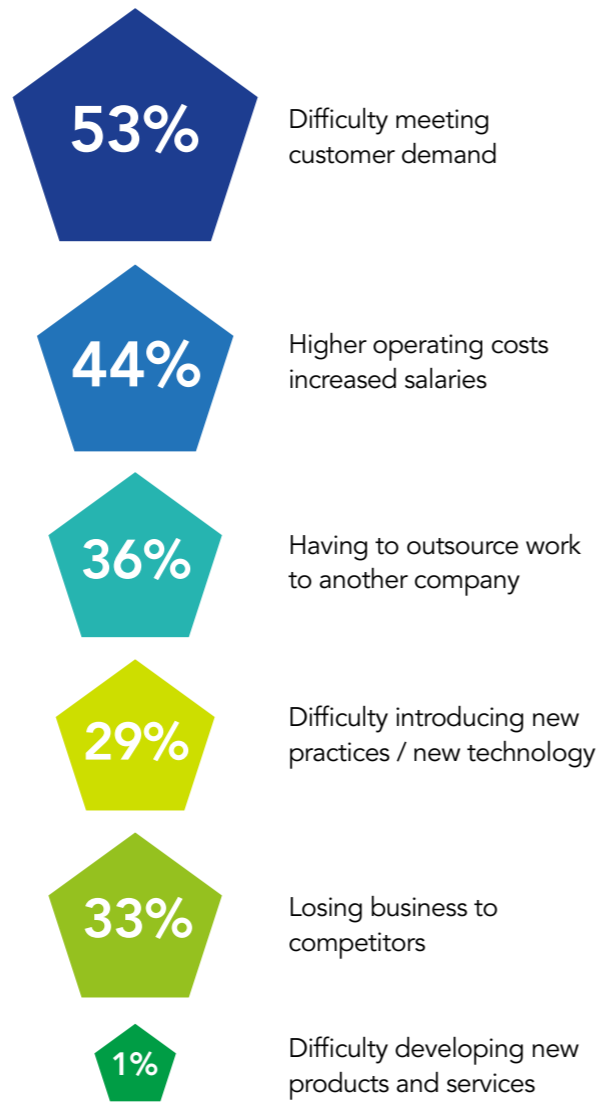 53%
Difficulty meeting
customer demand
44%
Higher operating costs
increased salaries
36%
Having to outsource work
to another company
29%
Difficulty introducing new
practices / new technology
33%
Losing business to
competitors
1%
Difficulty developing new
products and services